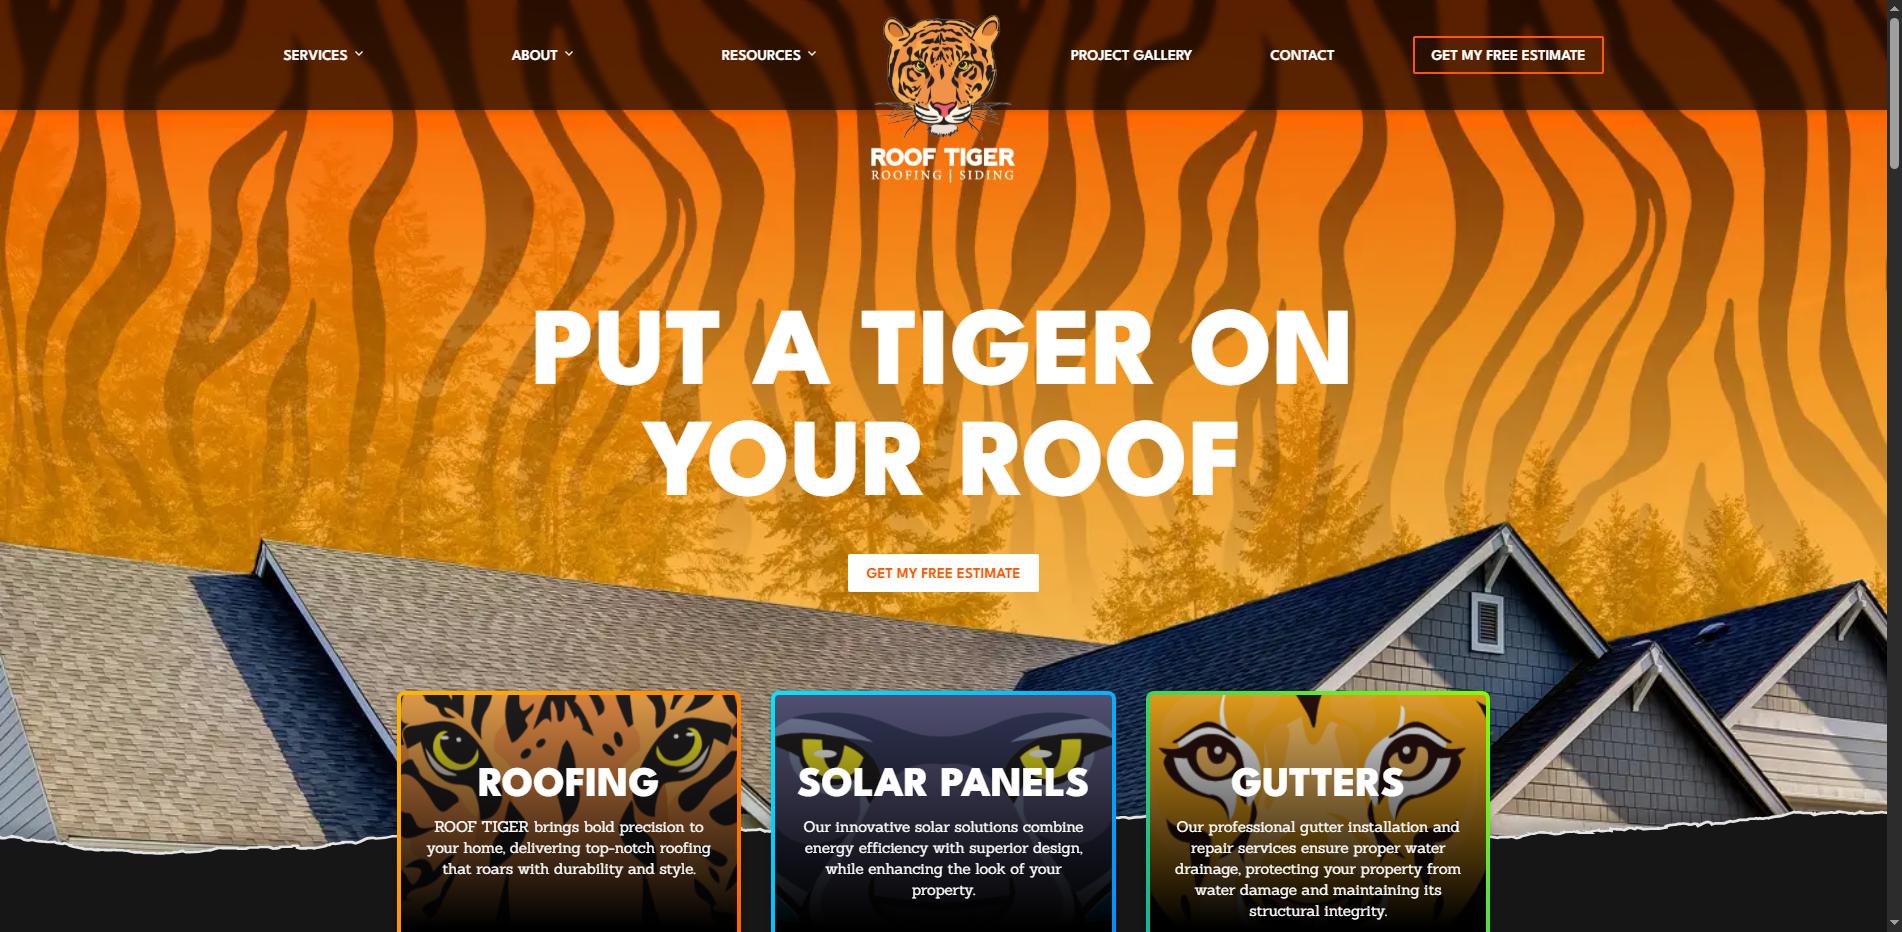 SERVICES
ABOUT
RESOURCES
PROJECT GALLERY
CONTACT
GET MY FREE ESTIMATE
ROOF TIGER
ROOFING | SIDING
PUT A TIGER ON
YOUR ROOF
GET MY FREE ESTIMATE
ROOFING
ROOF TIGER brings bold precision to
your home, delivering top-notch roofing
that roars with durability and style.
SOLAR PANELS
Our innovative solar solutions combine
energy efficiency with superior design,
while enhancing the look of your
property.
GUTTERS
Our professional gutter installation and
repair services ensure proper water
drainage, protecting your property from
water damage and maintaining its
structural integrity.